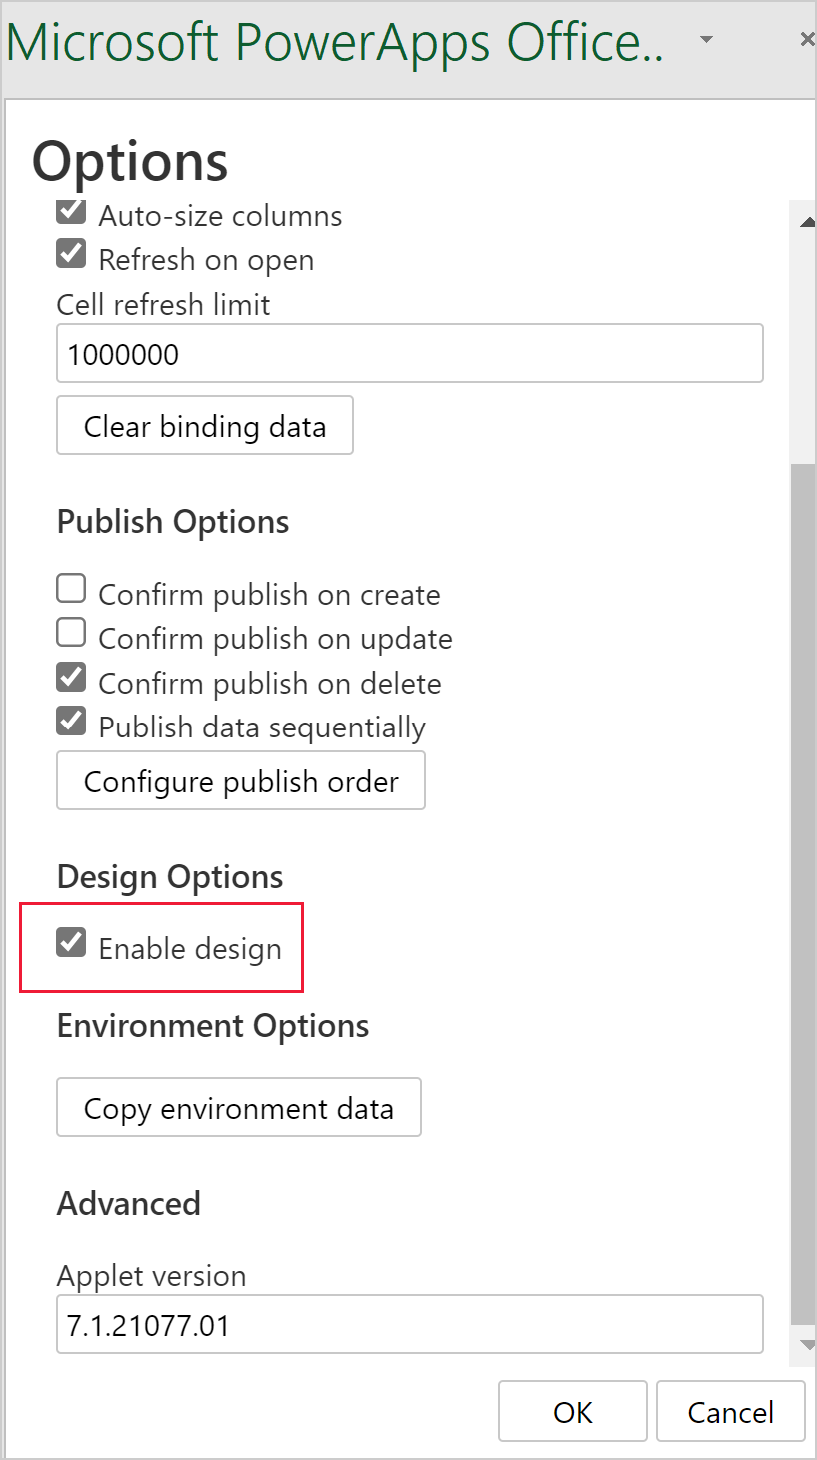 Microsoft PowerApps Office..
Options
Auto-size columns
Refresh on open
Cell refresh limit
1000000
Clear binding data
Publish Options
Confirm publish on create
Confirm publish on update
Confirm publish on delete
Publish data sequentially
Configure publish order
Design Options
Enable design
Environment Options
Copy environment data
Advanced
Applet version
7.1.21077.01
OK Cancel